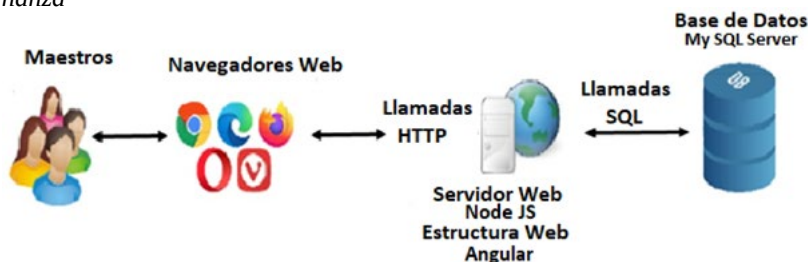 Maestros
Navegadores Web
Llamadas
HTTP
Servidor Web
Node JS
Estructura Web
Angular
Llamadas
SQL
Base de Datos
My SQL Server